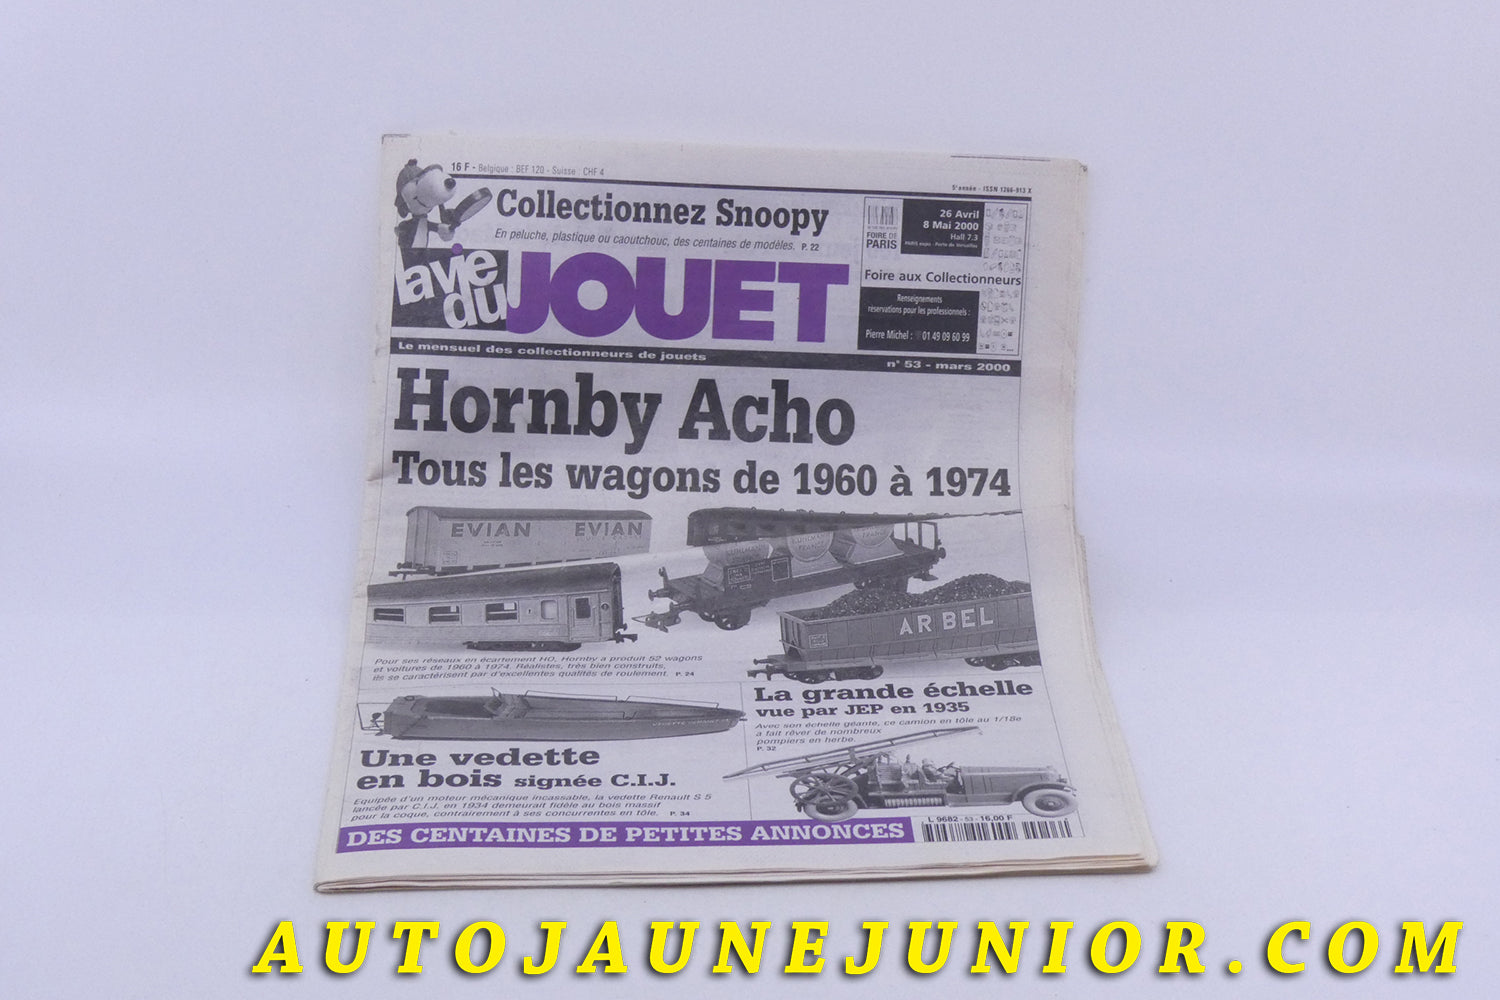 16 F - Belgique : BEF 120 - Suisse : CHF 4
5e année - ISSN 1266-913 X
Collectionnez Snoopy
En peluche, plastique ou caoutchouc, des centaines de modèles. P. 22
la vie
du
JOUET
FOIRE DE
PARIS
26 Avril
8 Mai 2000
Hall 7.3
PARIS expo - Porte de Versailles
Foire aux Collectionneurs
Renseignements
réservations pour les professionnels :
Pierre Michel : 01 49 09 60 99
Le mensuel des collectionneurs de jouets
n° 53 - mars 2000
Hornby Acho
Tous les wagons de 1960 à 1974
EVIAN EVIAN
ARBEL
Pour ses réseaux en écartement HO, Hornby a produit 52 wagons
et voitures de 1960 à 1974. Réalistes, très bien construits,
ils se caractérisent par d'excellentes qualités de roulement. P. 24
La grande échelle
vue par JEP en 1935
Avec son échelle géante, ce camion en tôle au 1/18e
a fait rêver de nombreux
pompiers en herbe.
P. 32
Une vedette
en bois signée C.I.J.
Equipée d'un moteur mécanique incassable, la vedette Renault S 5
lancée par C.I.J. en 1934 demeurait fidèle au bois massif
pour la coque, contrairement à ses concurrentes en tôle. P. 34
DES CENTAINES DE PETITES ANNONCES
L 9682 - 53 - 16,00 F
AUTOJAUNEJUNIOR.COM